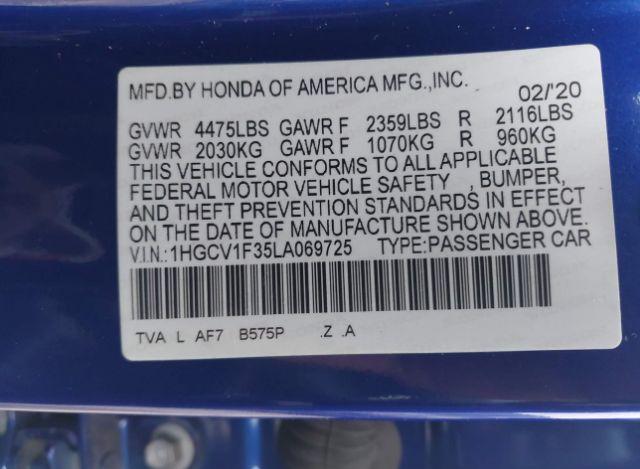 MFD.BY HONDA OF AMERICA MFG.,INC. 02/'20
GVWR 4475LBS GAWR F 2359LBS R 2116LBS
GVWR 2030KG GAWR F 1070KG R 960KG
THIS VEHICLE CONFORMS TO ALL APPLICABLE
FEDERAL MOTOR VEHICLE SAFETY , BUMPER,
AND THEFT PREVENTION STANDARDS IN EFFECT
ON THE DATE OF MANUFACTURE SHOWN ABOVE.
V.I.N.:1HGCV1F35LA069725 TYPE:PASSENGER CAR
TVA L AF7 B575P .Z .A